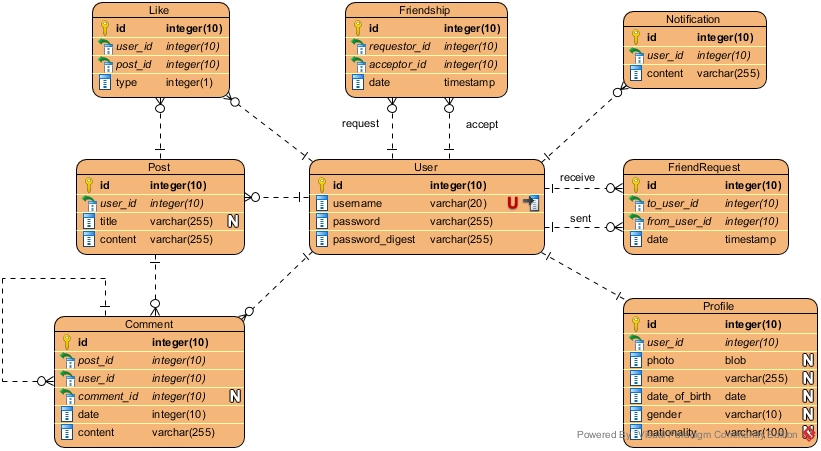 Like
id integer(10)
user_id integer(10)
post_id integer(10)
type integer(1)
Friendship
id integer(10)
requestor_id integer(10)
acceptor_id integer(10)
date timestamp
Notification
id integer(10)
user_id integer(10)
content varchar(255)
request
accept
Post
id integer(10)
user_id integer(10)
title varchar(255) N
content varchar(255)
User
id integer(10)
username varchar(20) U
password varchar(255)
password_digest varchar(255)
receive
sent
FriendRequest
id integer(10)
to_user_id integer(10)
from_user_id integer(10)
date timestamp
Comment
id integer(10)
post_id integer(10)
user_id integer(10)
comment_id integer(10) N
date integer(10)
content varchar(255)
Profile
id integer(10)
user_id integer(10)
photo blob N
name varchar(255) N
date_of_birth date N
gender varchar(10) N
nationality varchar(100) N
Powered By Visual Paradigm Community Edition